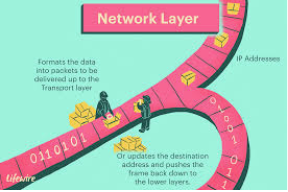 Network Layer
Formats the data
into packets to be
delivered up to the
Transport layer
IP Addresses
0110101
Or updates the destination
address and pushes the
frame back down to
the lower layers.
Lifewire